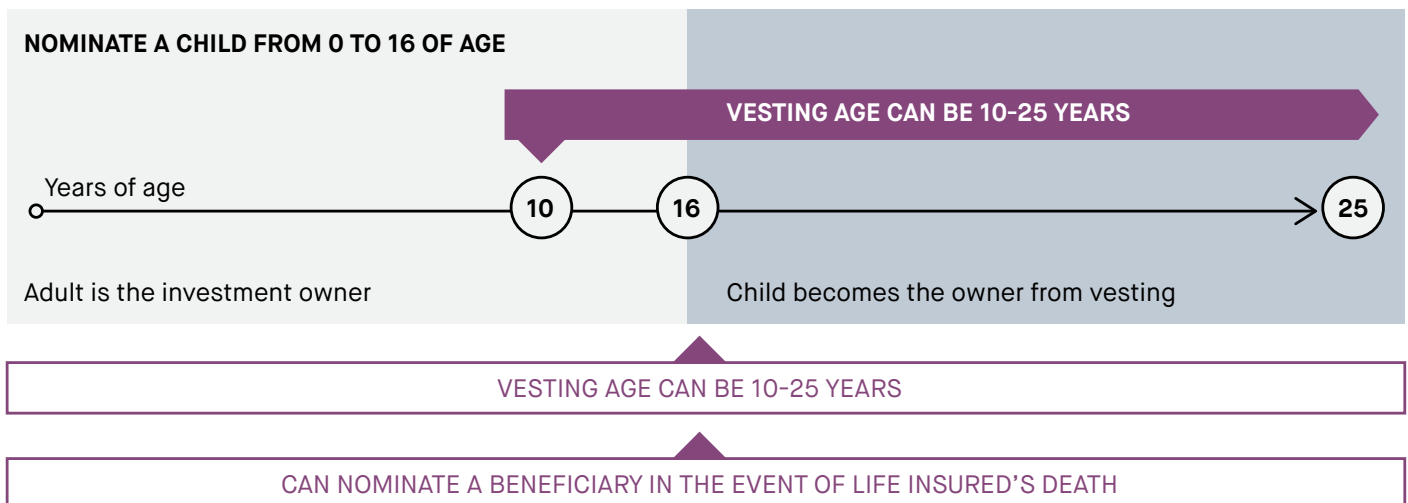 NOMINATE A CHILD FROM 0 TO 16 OF AGE
VESTING AGE CAN BE 10-25 YEARS
Years of age
10
16
25
Adult is the investment owner
Child becomes the owner from vesting
VESTING AGE CAN BE 10-25 YEARS
CAN NOMINATE A BENEFICIARY IN THE EVENT OF LIFE INSURED'S DEATH